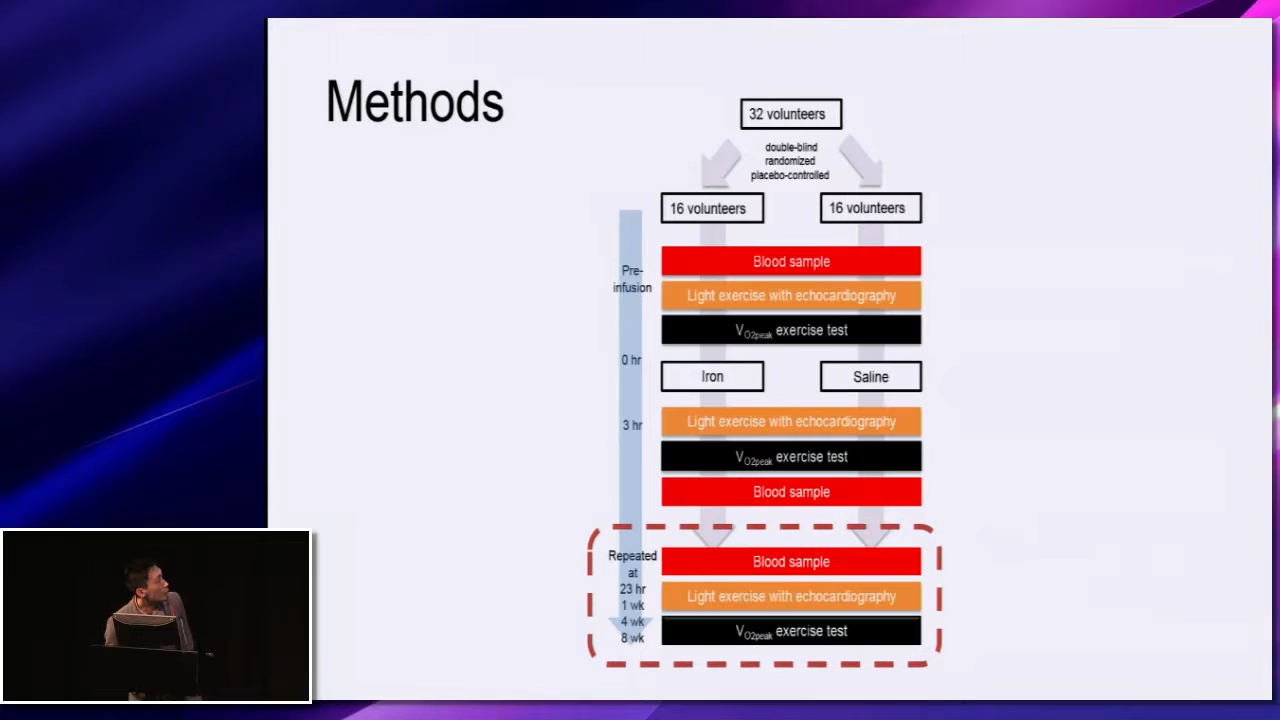 Methods
32 volunteers
double-blind
randomized
placebo-controlled
16 volunteers
16 volunteers
Pre-
infusion
Blood sample
Light exercise with echocardiography
VO2peak exercise test
0 hr
Iron
Saline
3 hr
Light exercise with echocardiography
VO2peak exercise test
Blood sample
Repeated
at
23 hr
1 wk
4 wk
8 wk
Blood sample
Light exercise with echocardiography
VO2peak exercise test